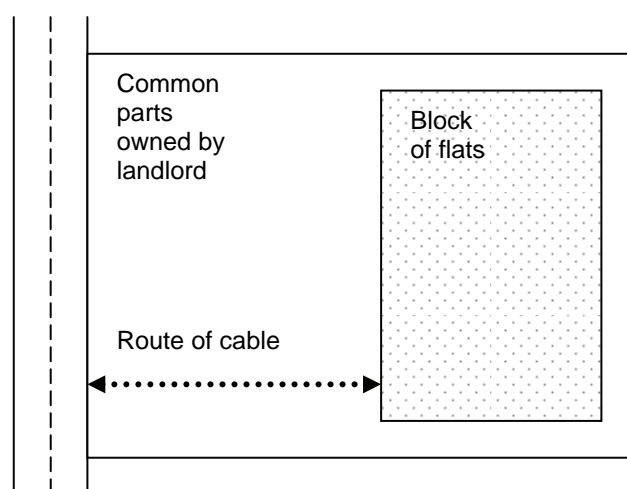 Common
parts
owned by
landlord
Block
of flats
Route of cable